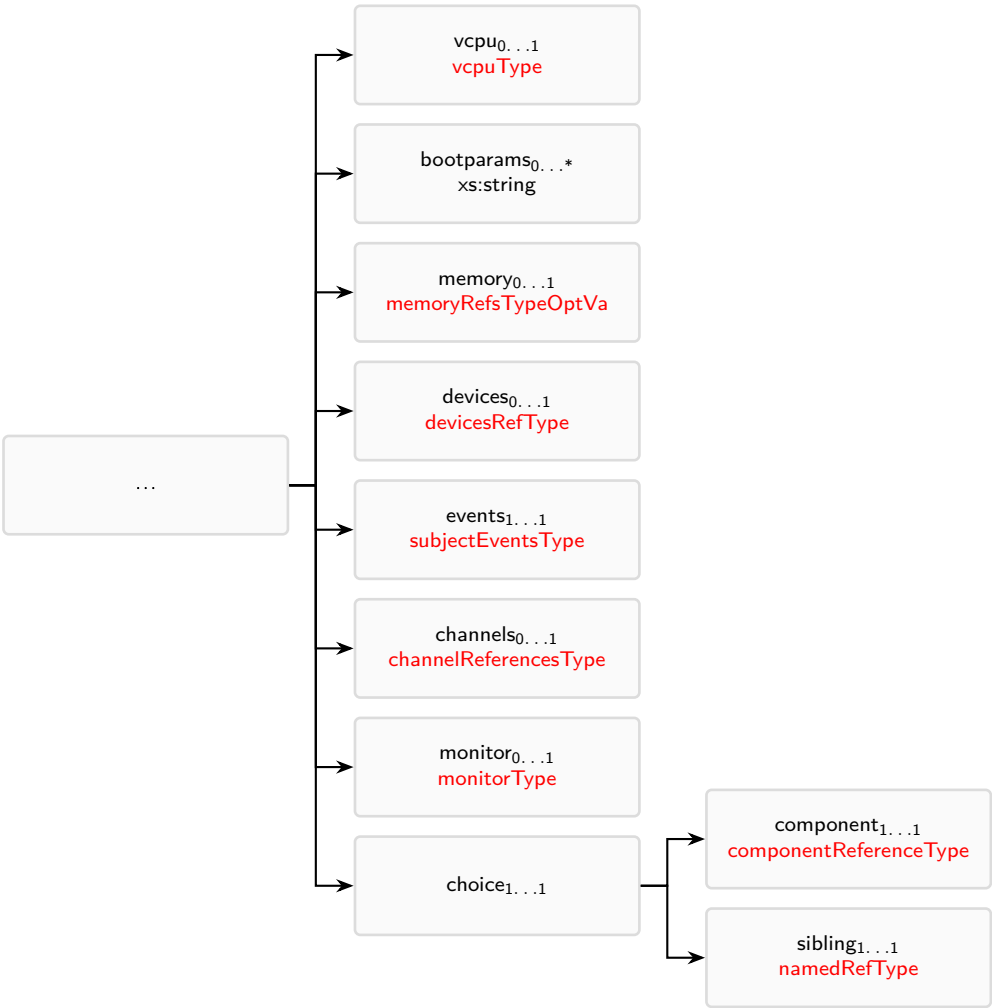 vcpu0...1
vcpuType
bootparams0...*
xs:string
memory0...1
memoryRefsTypeOptVa
devices0...1
devicesRefType
...
events1...1
subjectEventsType
channels0...1
channelReferencesType
monitor0...1
monitorType
choice1...1
component1...1
componentReferenceType
sibling1...1
namedRefType